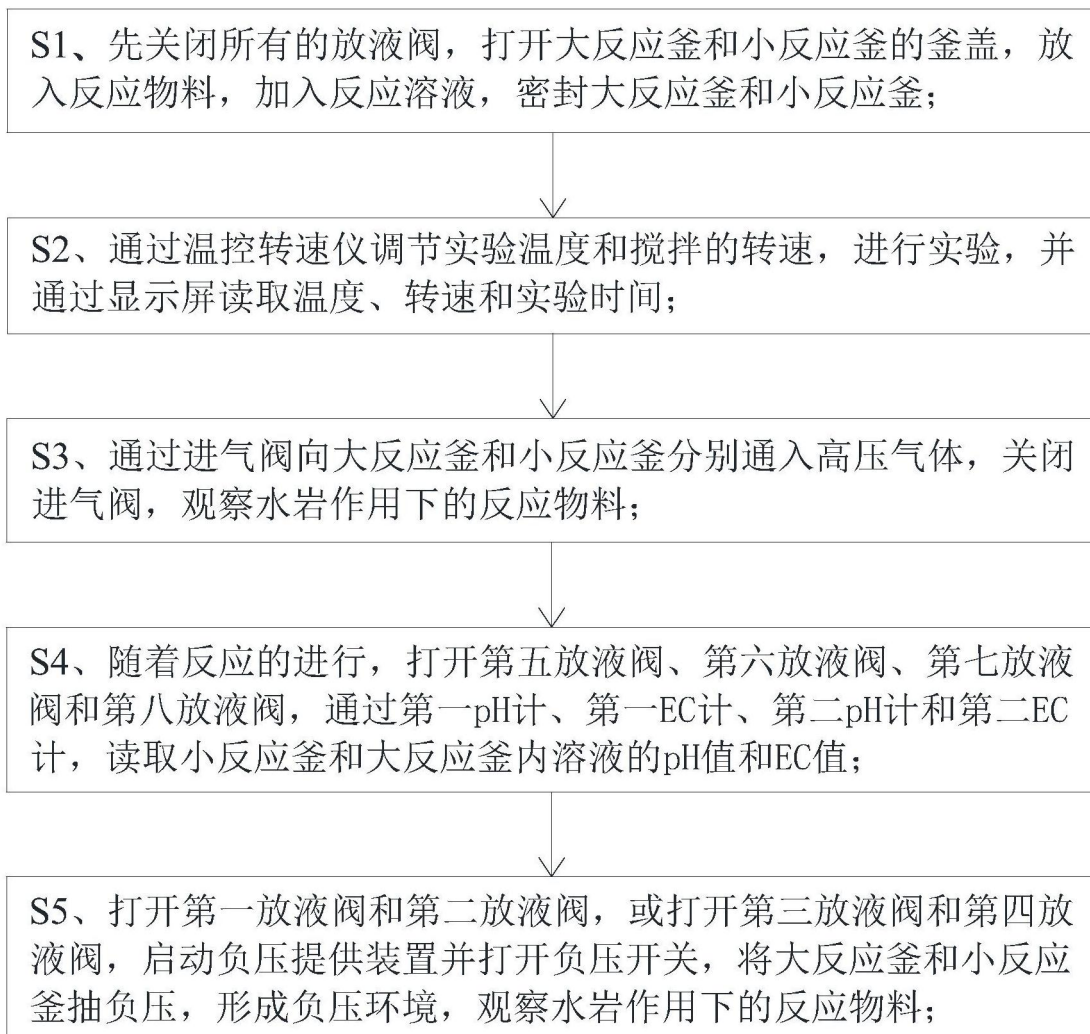 S1、先关闭所有的放液阀，打开大反应釜和小反应釜的釜盖，放
入反应物料，加入反应溶液，密封大反应釜和小反应釜；
S2、通过温控转速仪调节实验温度和搅拌的转速，进行实验，并
通过显示屏读取温度、转速和实验时间；
S3、通过进气阀向大反应釜和小反应釜分别通入高压气体，关闭
进气阀，观察水岩作用下的反应物料；
S4、随着反应的进行，打开第五放液阀、第六放液阀、第七放液
阀和第八放液阀，通过第一pH计、第一EC计、第二pH计和第二EC
计，读取小反应釜和大反应釜内溶液的pH值和EC值；
S5、打开第一放液阀和第二放液阀，或打开第三放液阀和第四放
液阀，启动负压提供装置并打开负压开关，将大反应釜和小反应
釜抽负压，形成负压环境，观察水岩作用下的反应物料；